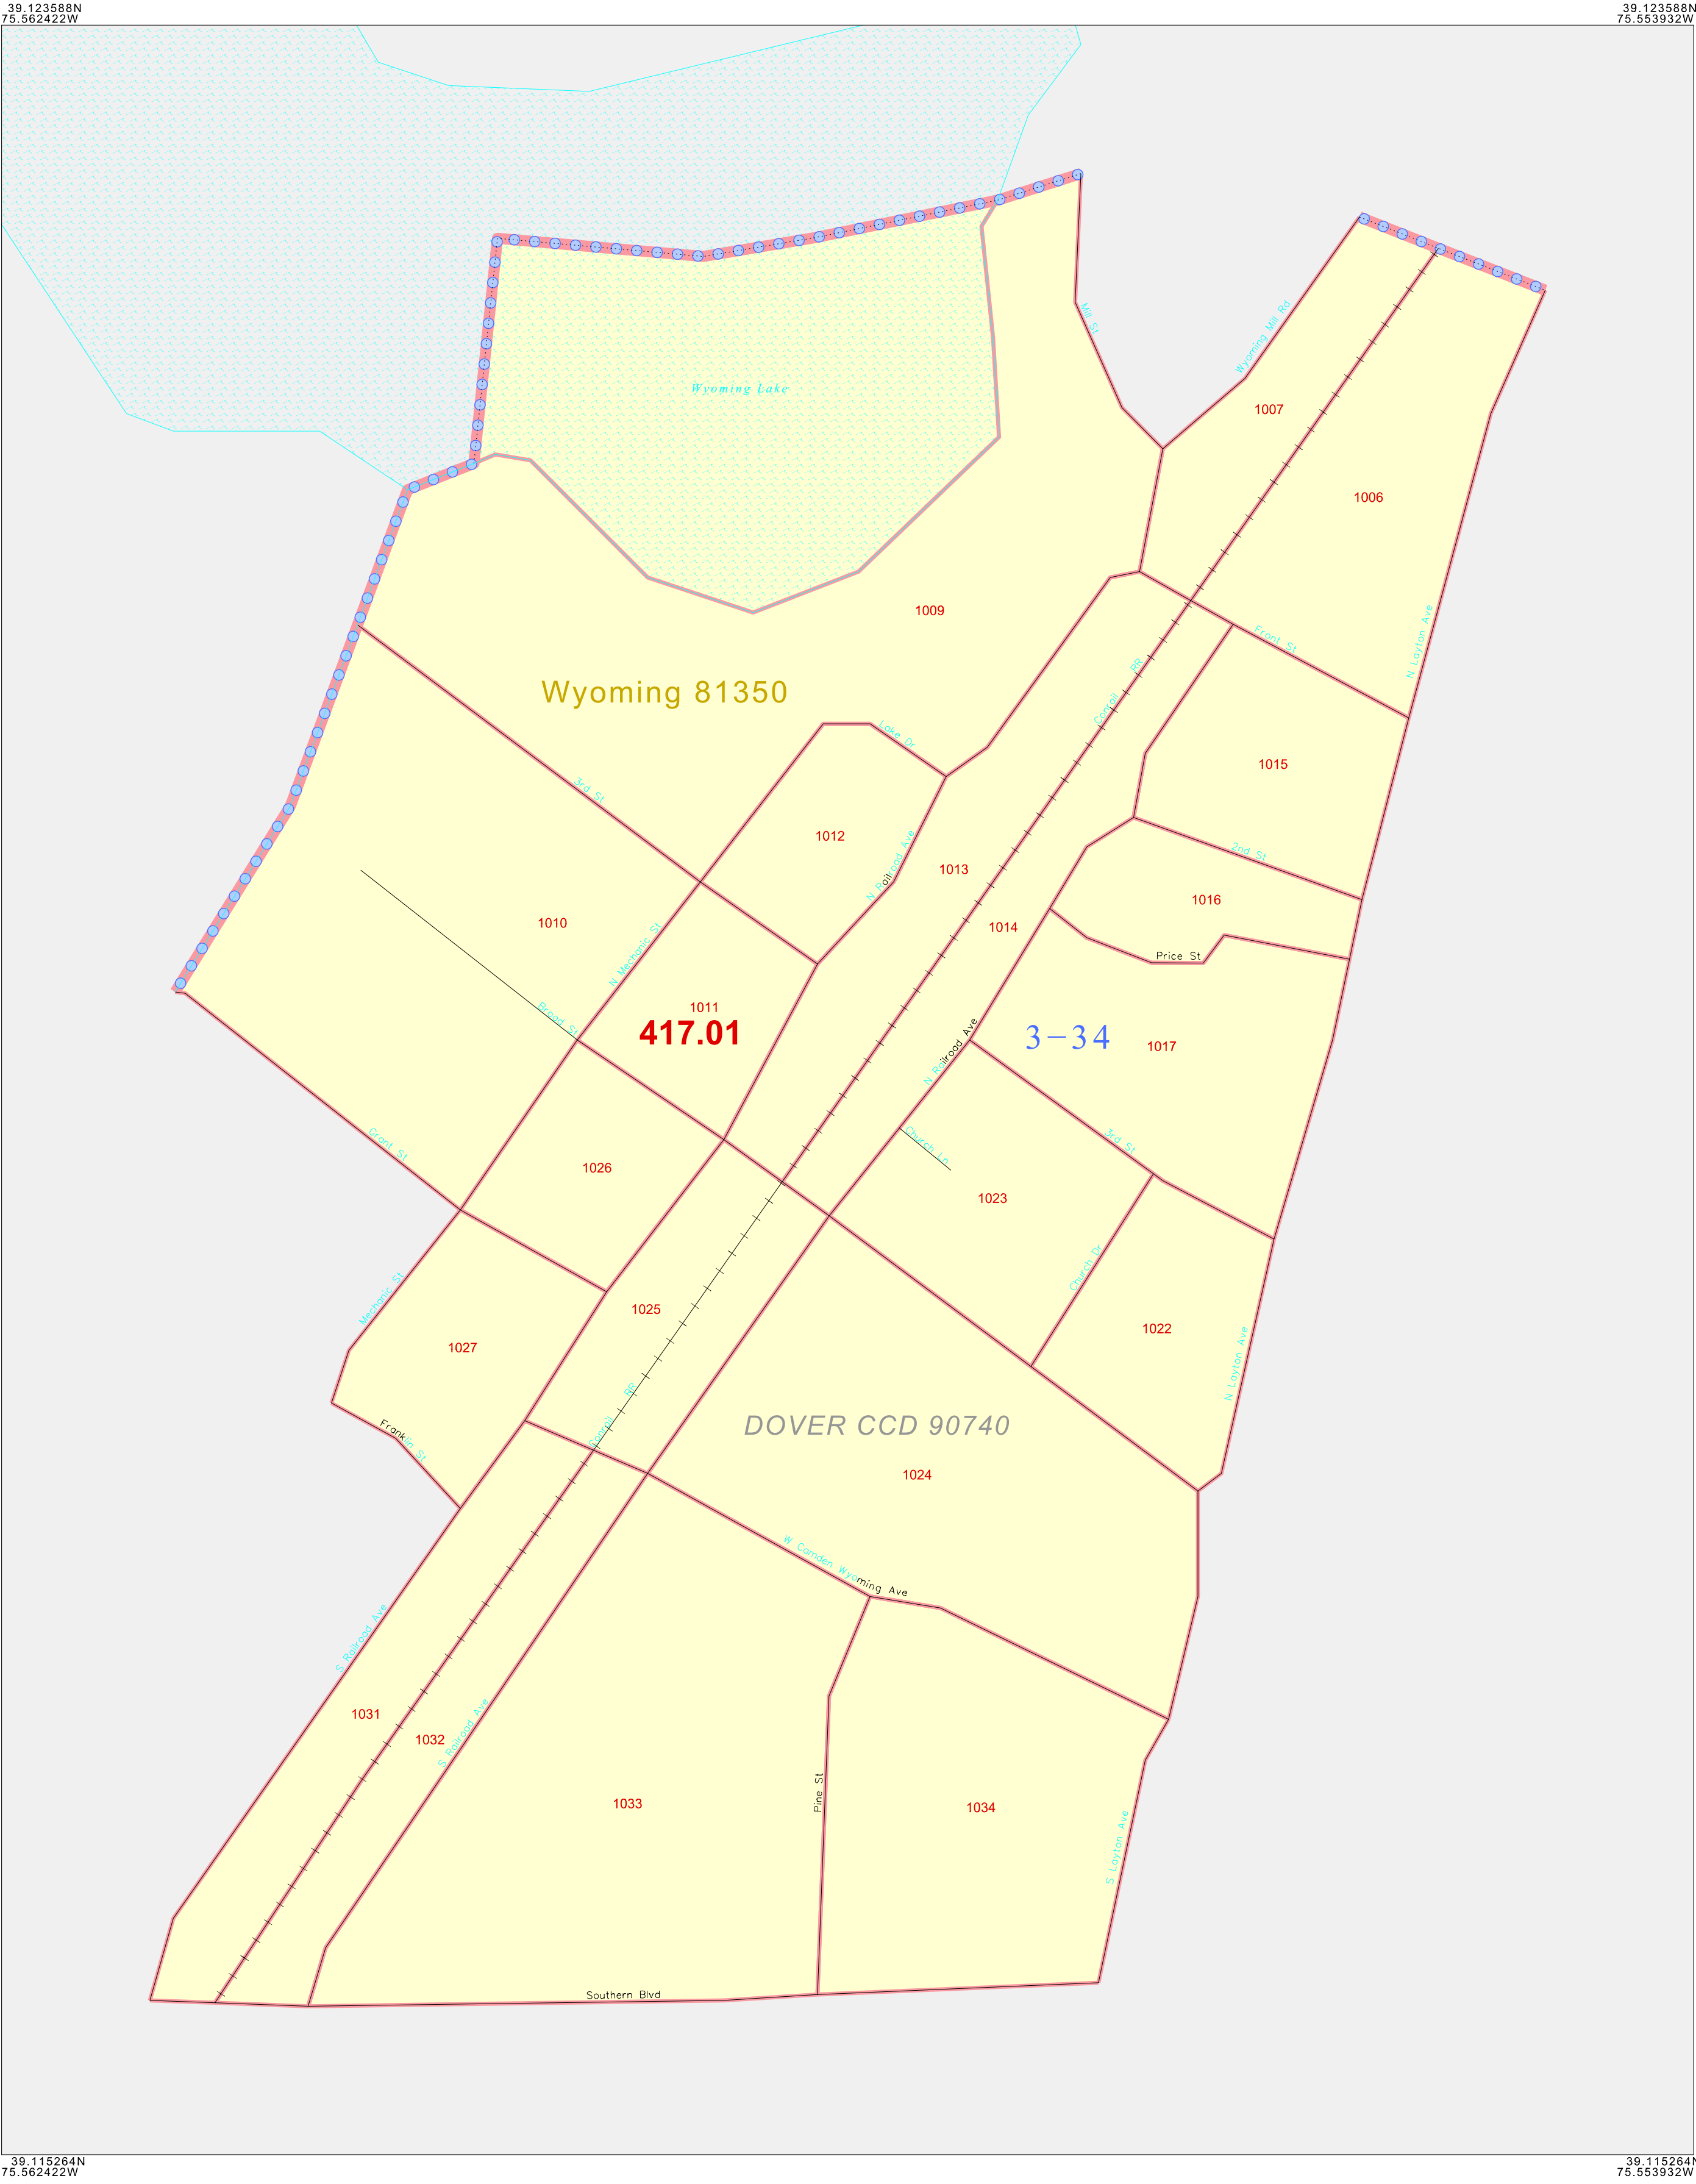 39.123588N
75.562422W
39.123588N
75.553932W
Mill St
Wyoming Mill Rd
Wyoming Lake
1007
1006
1009
Front St
N Layton Ave
Conrail RR
Wyoming 81350
Lake Dr
3rd St
1015
1012
N Railroad Ave
1013
2nd St
1016
1014
1010
N Mechanic St
Price St
1011
417.01
Broad St
N Railroad Ave
3-34
1017
Grant St
Church Ln
3rd St
1026
1023
Church Dr
Mechanic St
1025
1022
N Layton Ave
1027
Conrail RR
Franklin St
DOVER CCD 90740
1024
W Camden Wyoming Ave
S Railroad Ave
1031
1032
S Railroad Ave
1033
Pine St
1034
S Layton Ave
Southern Blvd
39.115264N
75.562422W
39.115264N
75.553932W